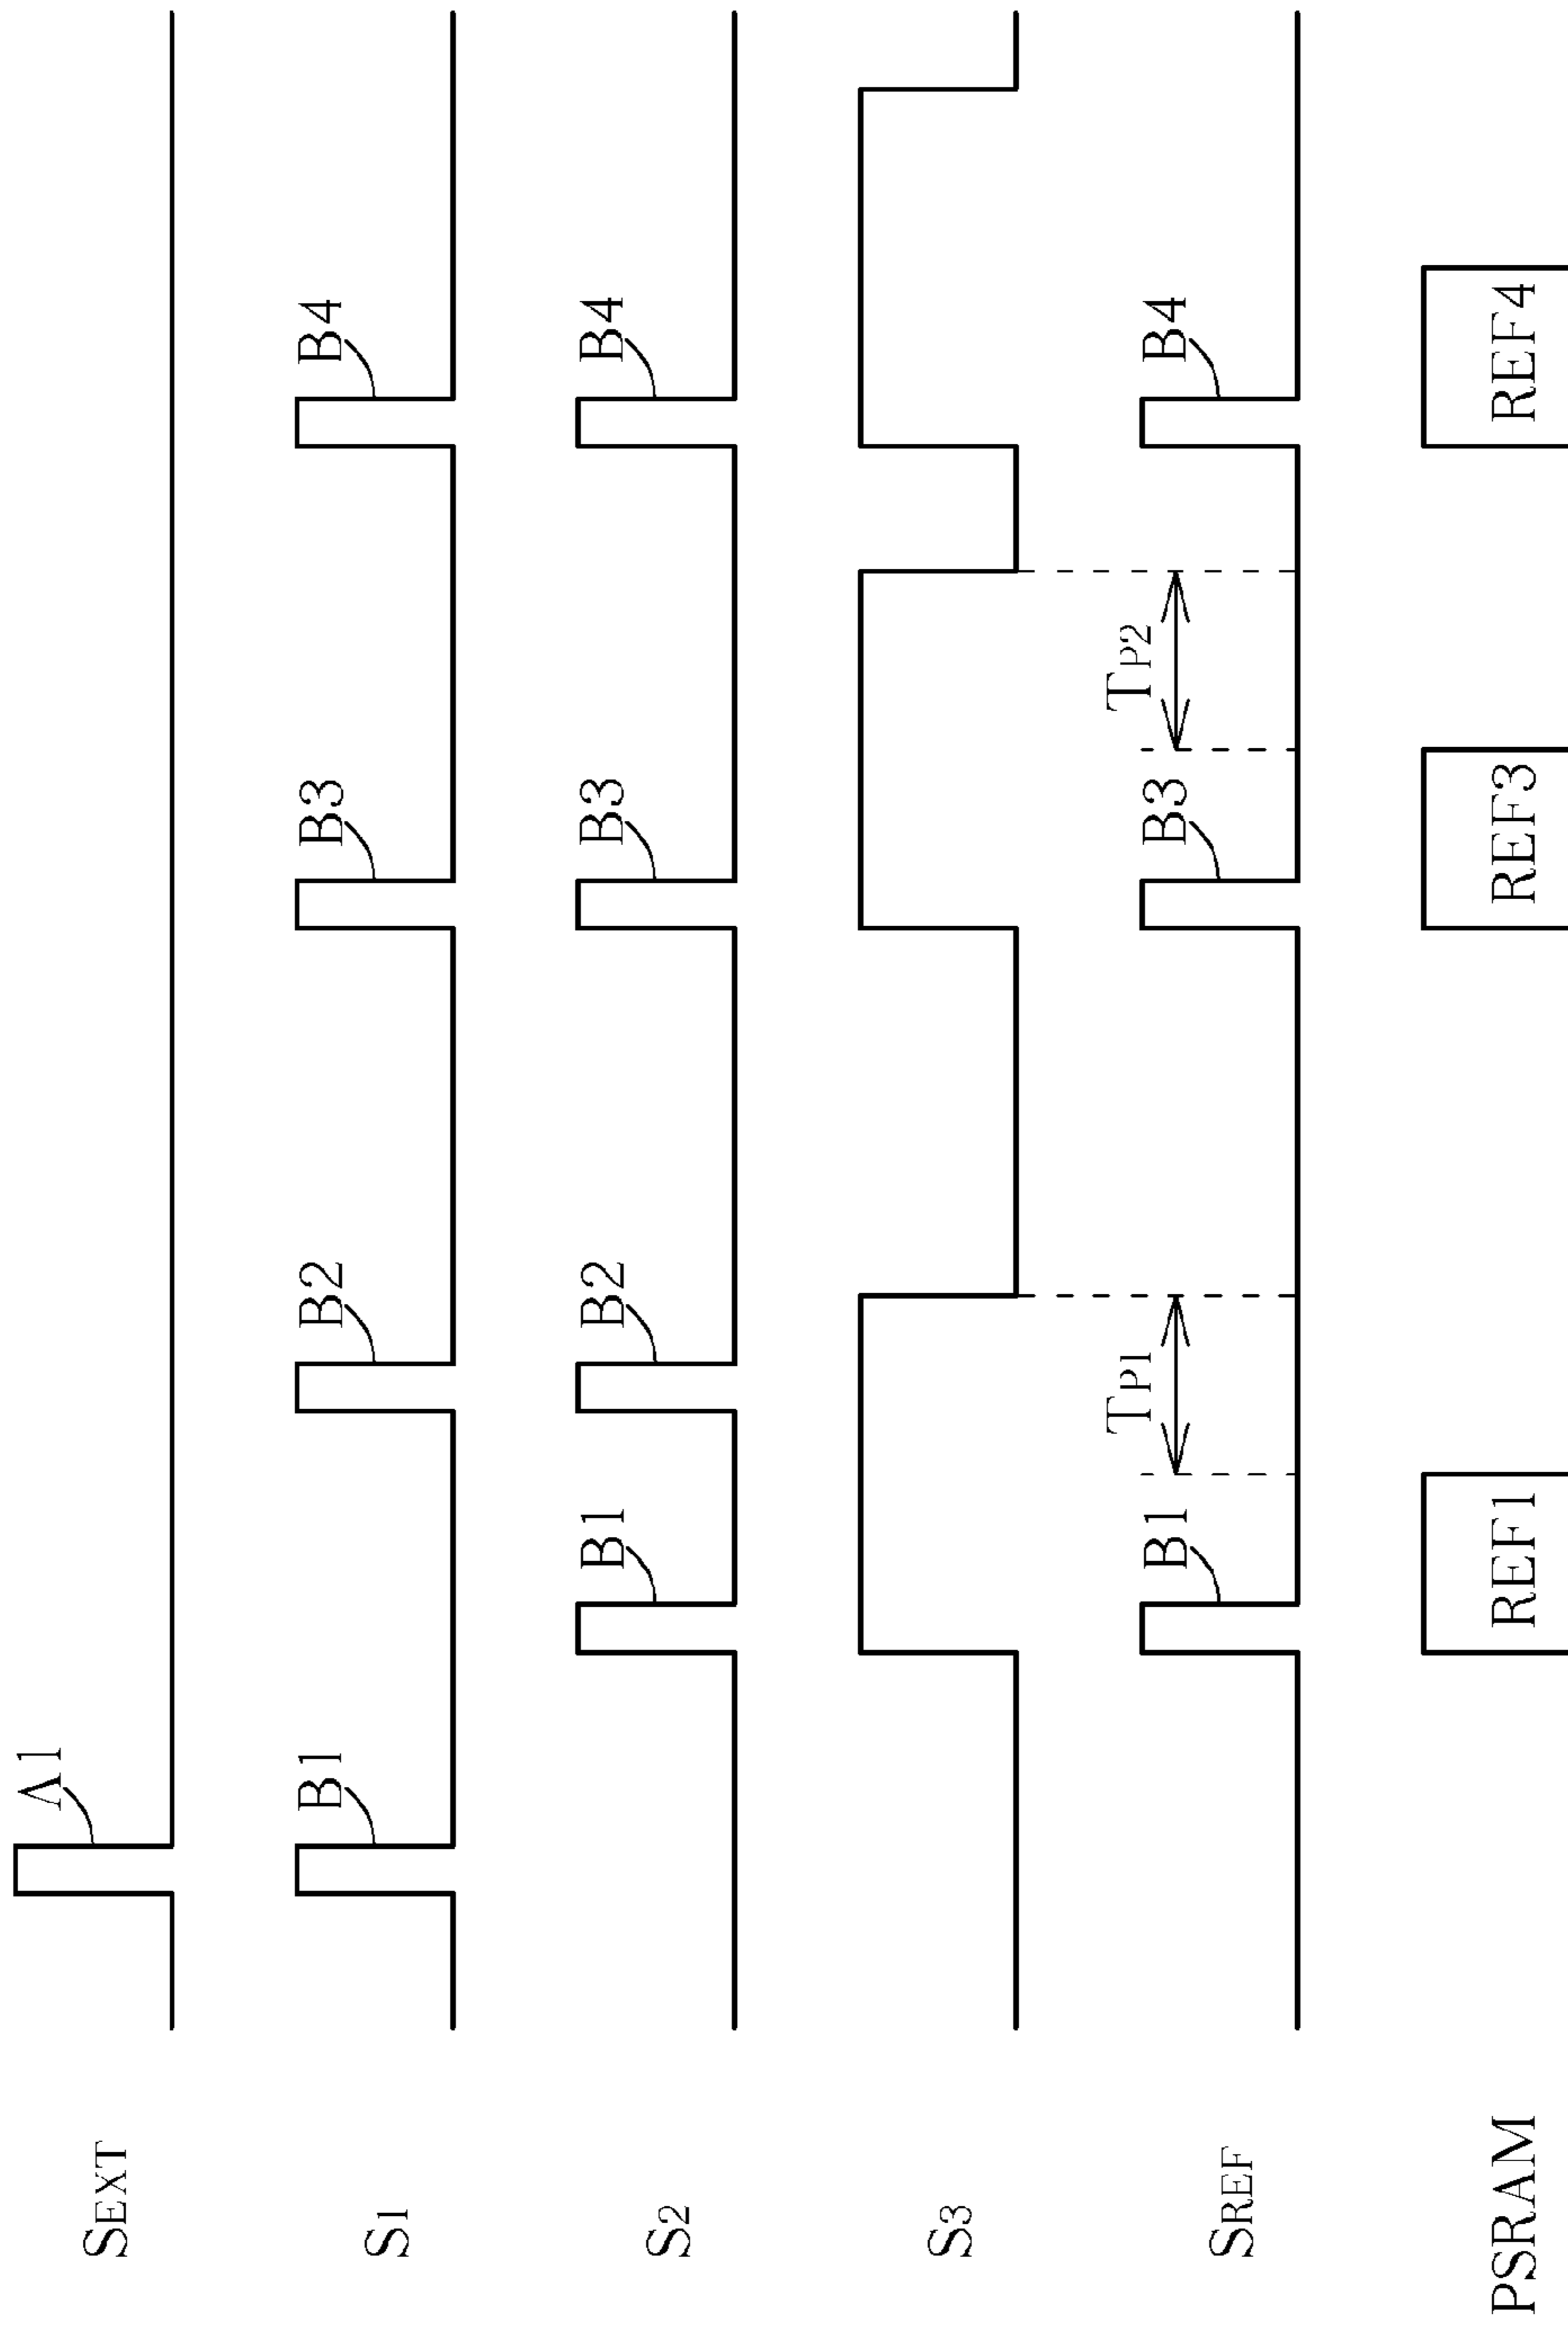 SEXT A1
S1 B1 B2 B3 B4
S2 B1 B2 B3 B4
S3
SREF B1 TP1 B3 TP2 B4
PSRAM REF1 REF3 REF4